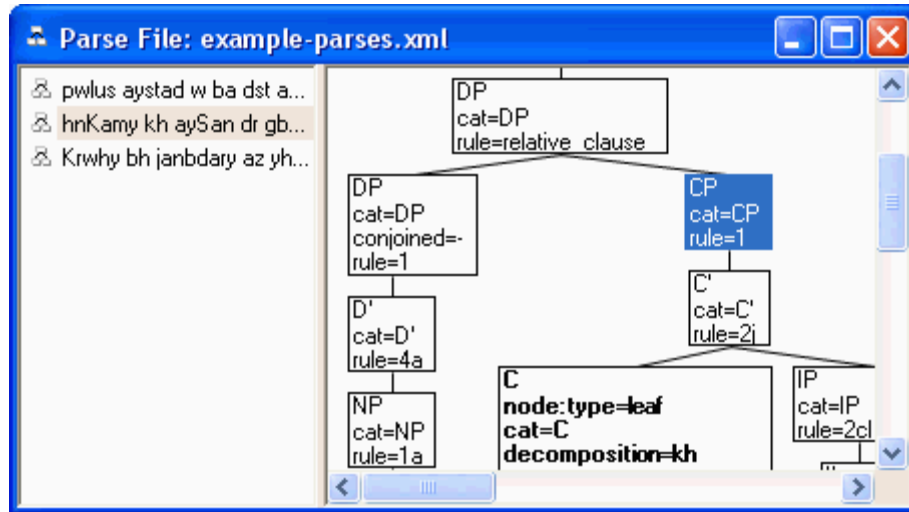 Parse File: example-parses.xml
pwlus aystad w ba dst a...
hnKamy kh aySan dr gb...
Krwhy bh janbdary az yh...
DP
cat=DP
rule=relative_clause
DP
cat=DP
conjoined=-
rule=1
CP
cat=CP
rule=1
D'
cat=D'
rule=4a
C'
cat=C'
rule=2j
NP
cat=NP
rule=1a
C
node:type=leaf
cat=C
decomposition=kh
IP
cat=IP
rule=2cl